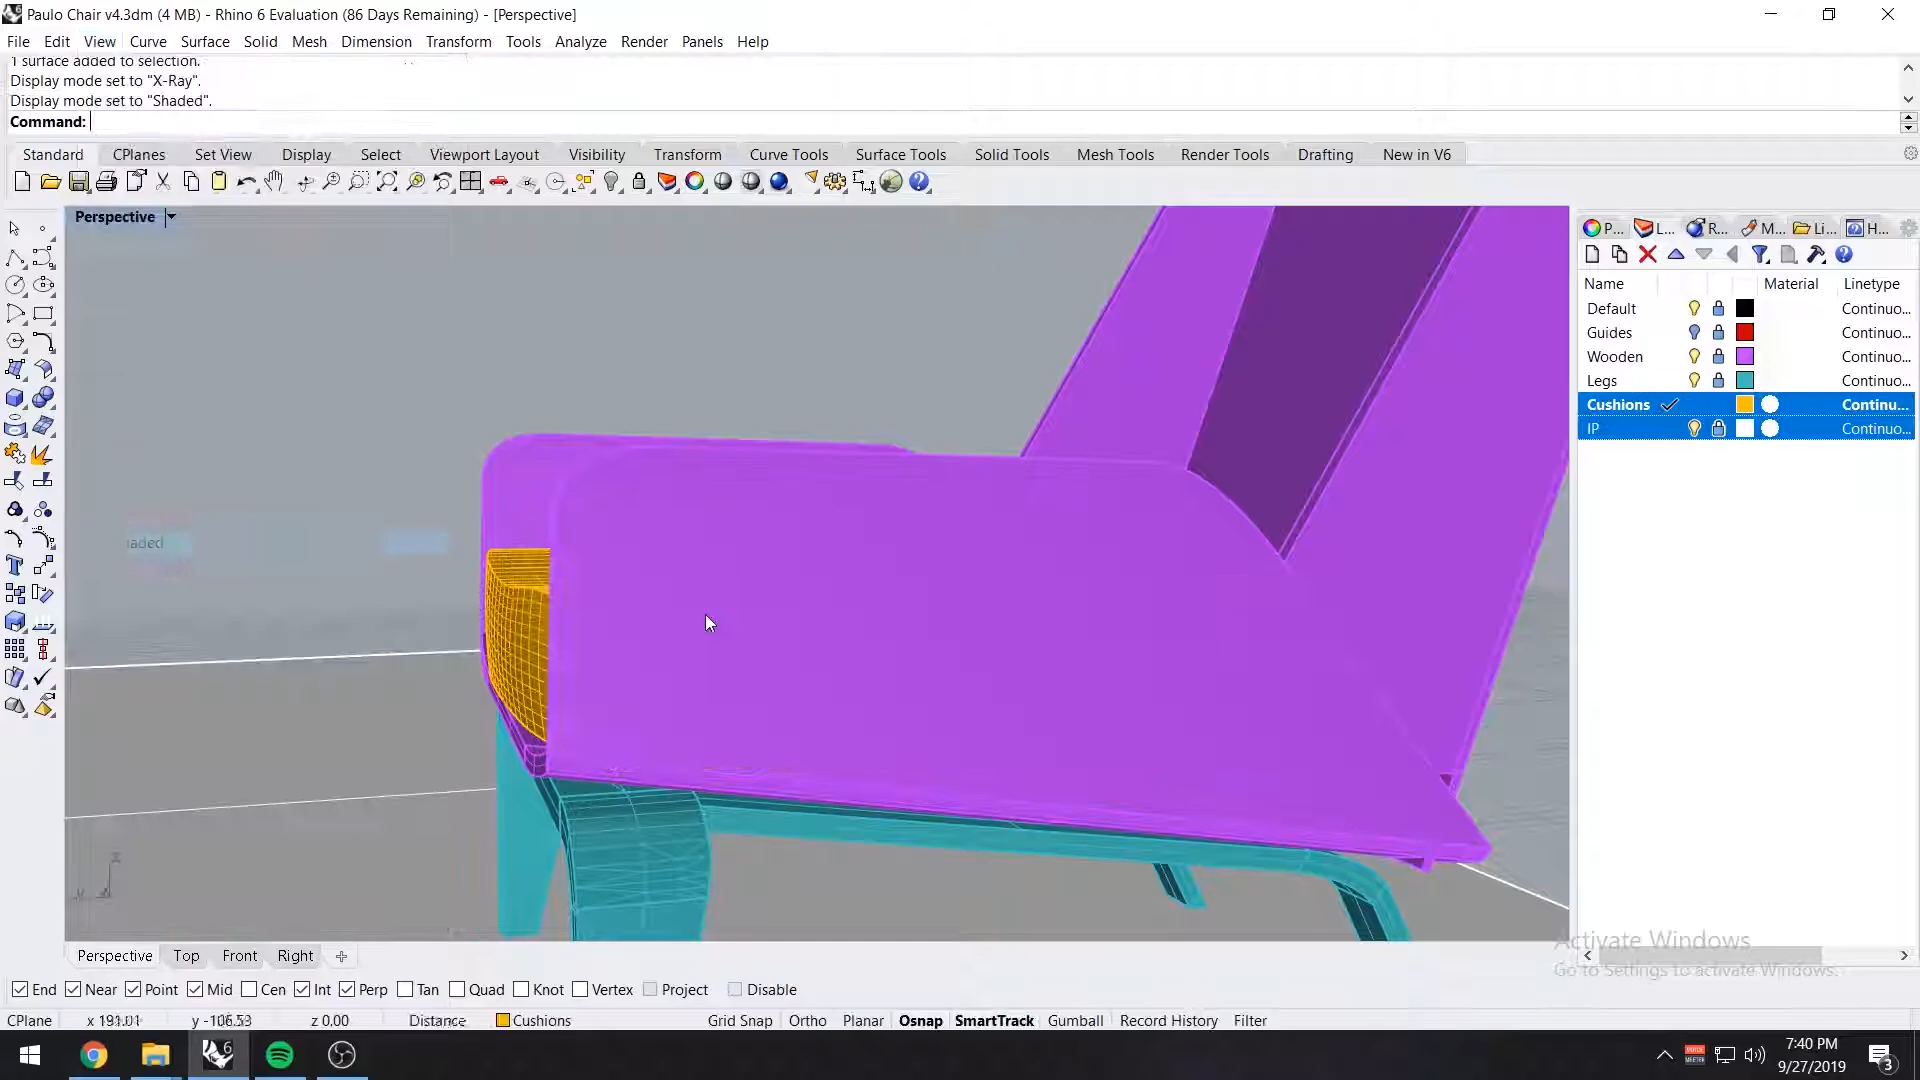 Paulo Chair v4.3dm (4 MB) - Rhino 6 Evaluation (86 Days Remaining) - [Perspective]
File Edit View Curve Surface Solid Mesh Dimension Transform Tools Analyze Render Panels Help
1 surface added to selection.
Display mode set to "X-Ray".
Display mode set to "Shaded".
Command:
Standard CPlanes Set View Display Select Viewport Layout Visibility Transform Curve Tools Surface Tools Solid Tools Mesh Tools Render Tools Drafting New in V6
Perspective
P... L... R... M... Li... H...
Name Material Linetype
Default Continuo...
Guides Continuo...
Wooden Continuo...
Legs Continuo...
Cushions Continu...
IP Continuo...
aded
Activate Windows
Go to Settings to activate Windows.
Perspective Top Front Right
End Near Point Mid Cen Int Perp Tan Quad Knot Vertex Project Disable
CPlane x 191.01 y -106.53 z 0.00 Distance Cushions Grid Snap Ortho Planar Osnap SmartTrack Gumball Record History Filter
7:40 PM
9/27/2019
3